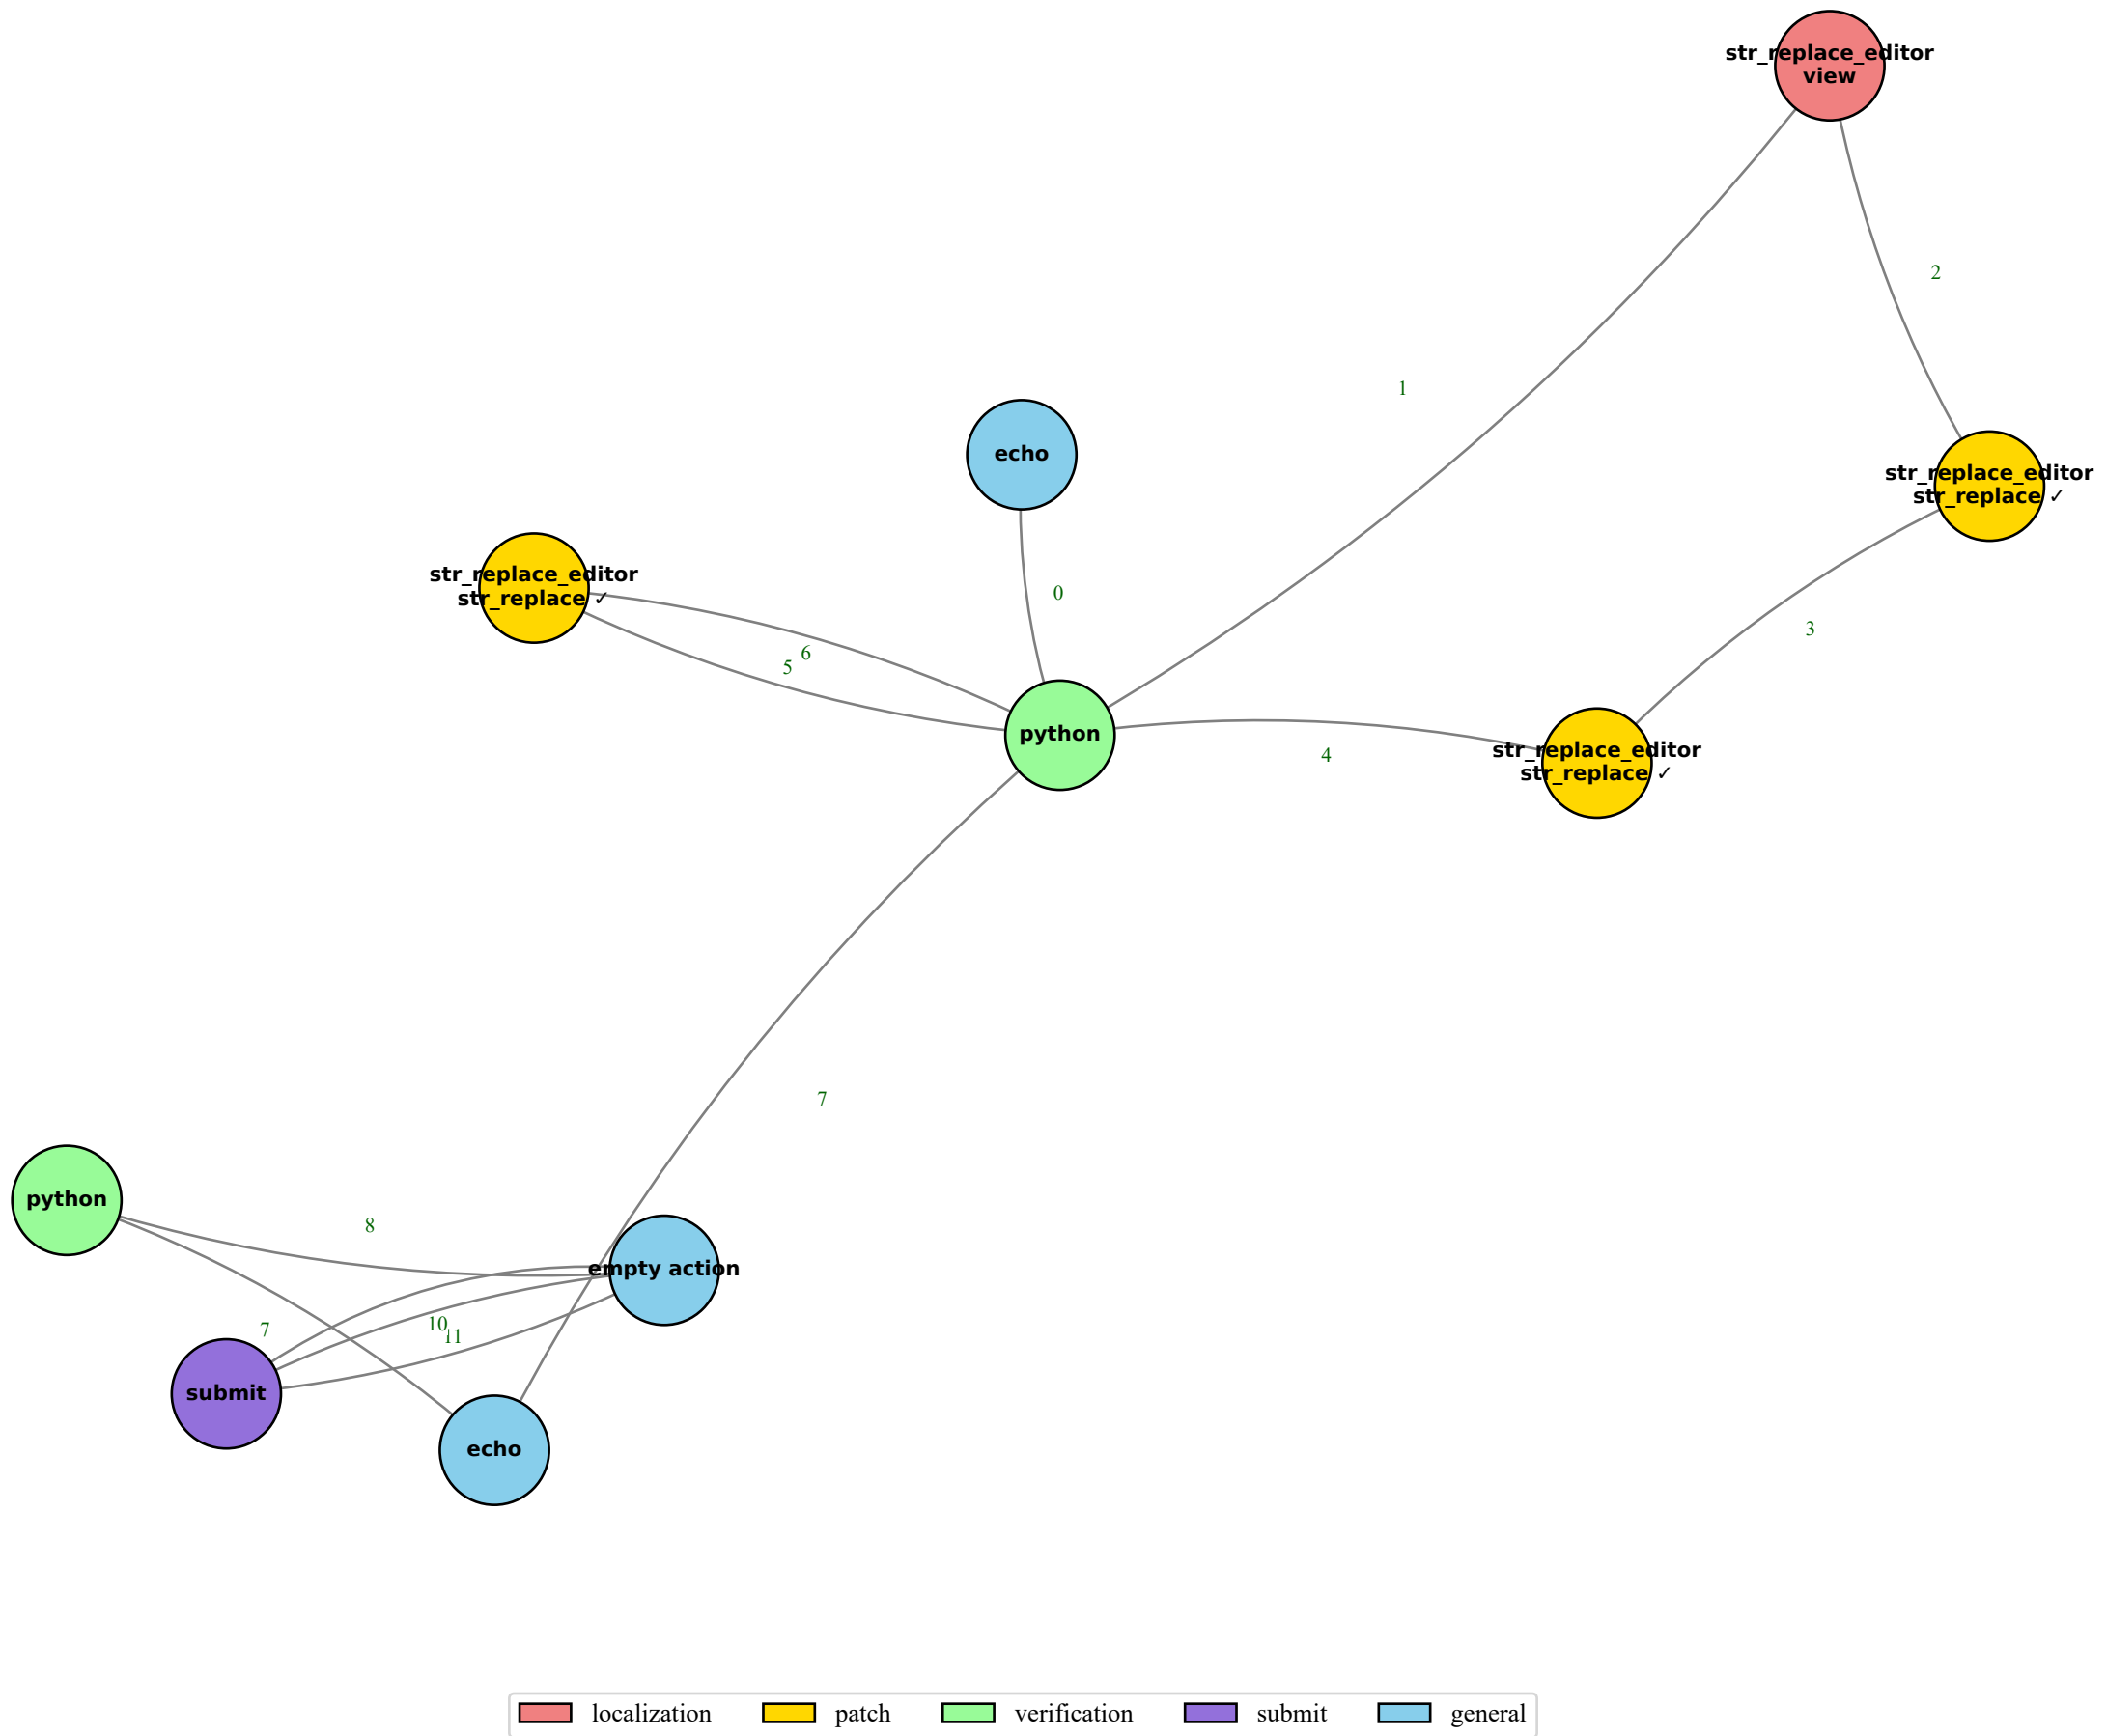 str_replace_editor
view
2
1
echo
str_replace_editor
str_replace ✓
str_replace_editor
str_replace ✓
0
3
6
5
python
str_replace_editor
str_replace ✓
4
7
python
8
empty action
7
10
11
submit
echo
localization
patch
verification
submit
general